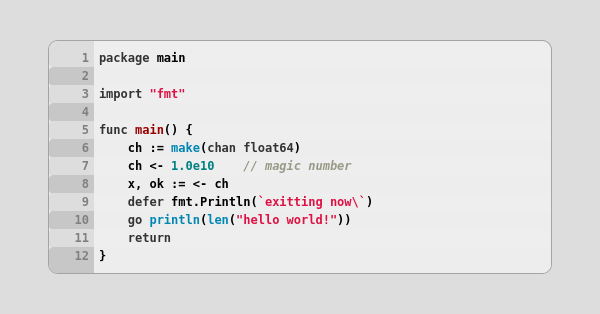 1 package main
2
3 import "fmt"
4
5 func main() {
6     ch := make(chan float64)
7     ch <- 1.0e10    // magic number
8     x, ok := <- ch
9     defer fmt.Println(`exitting now\`)
10     go println(len("hello world!"))
11     return
12 }